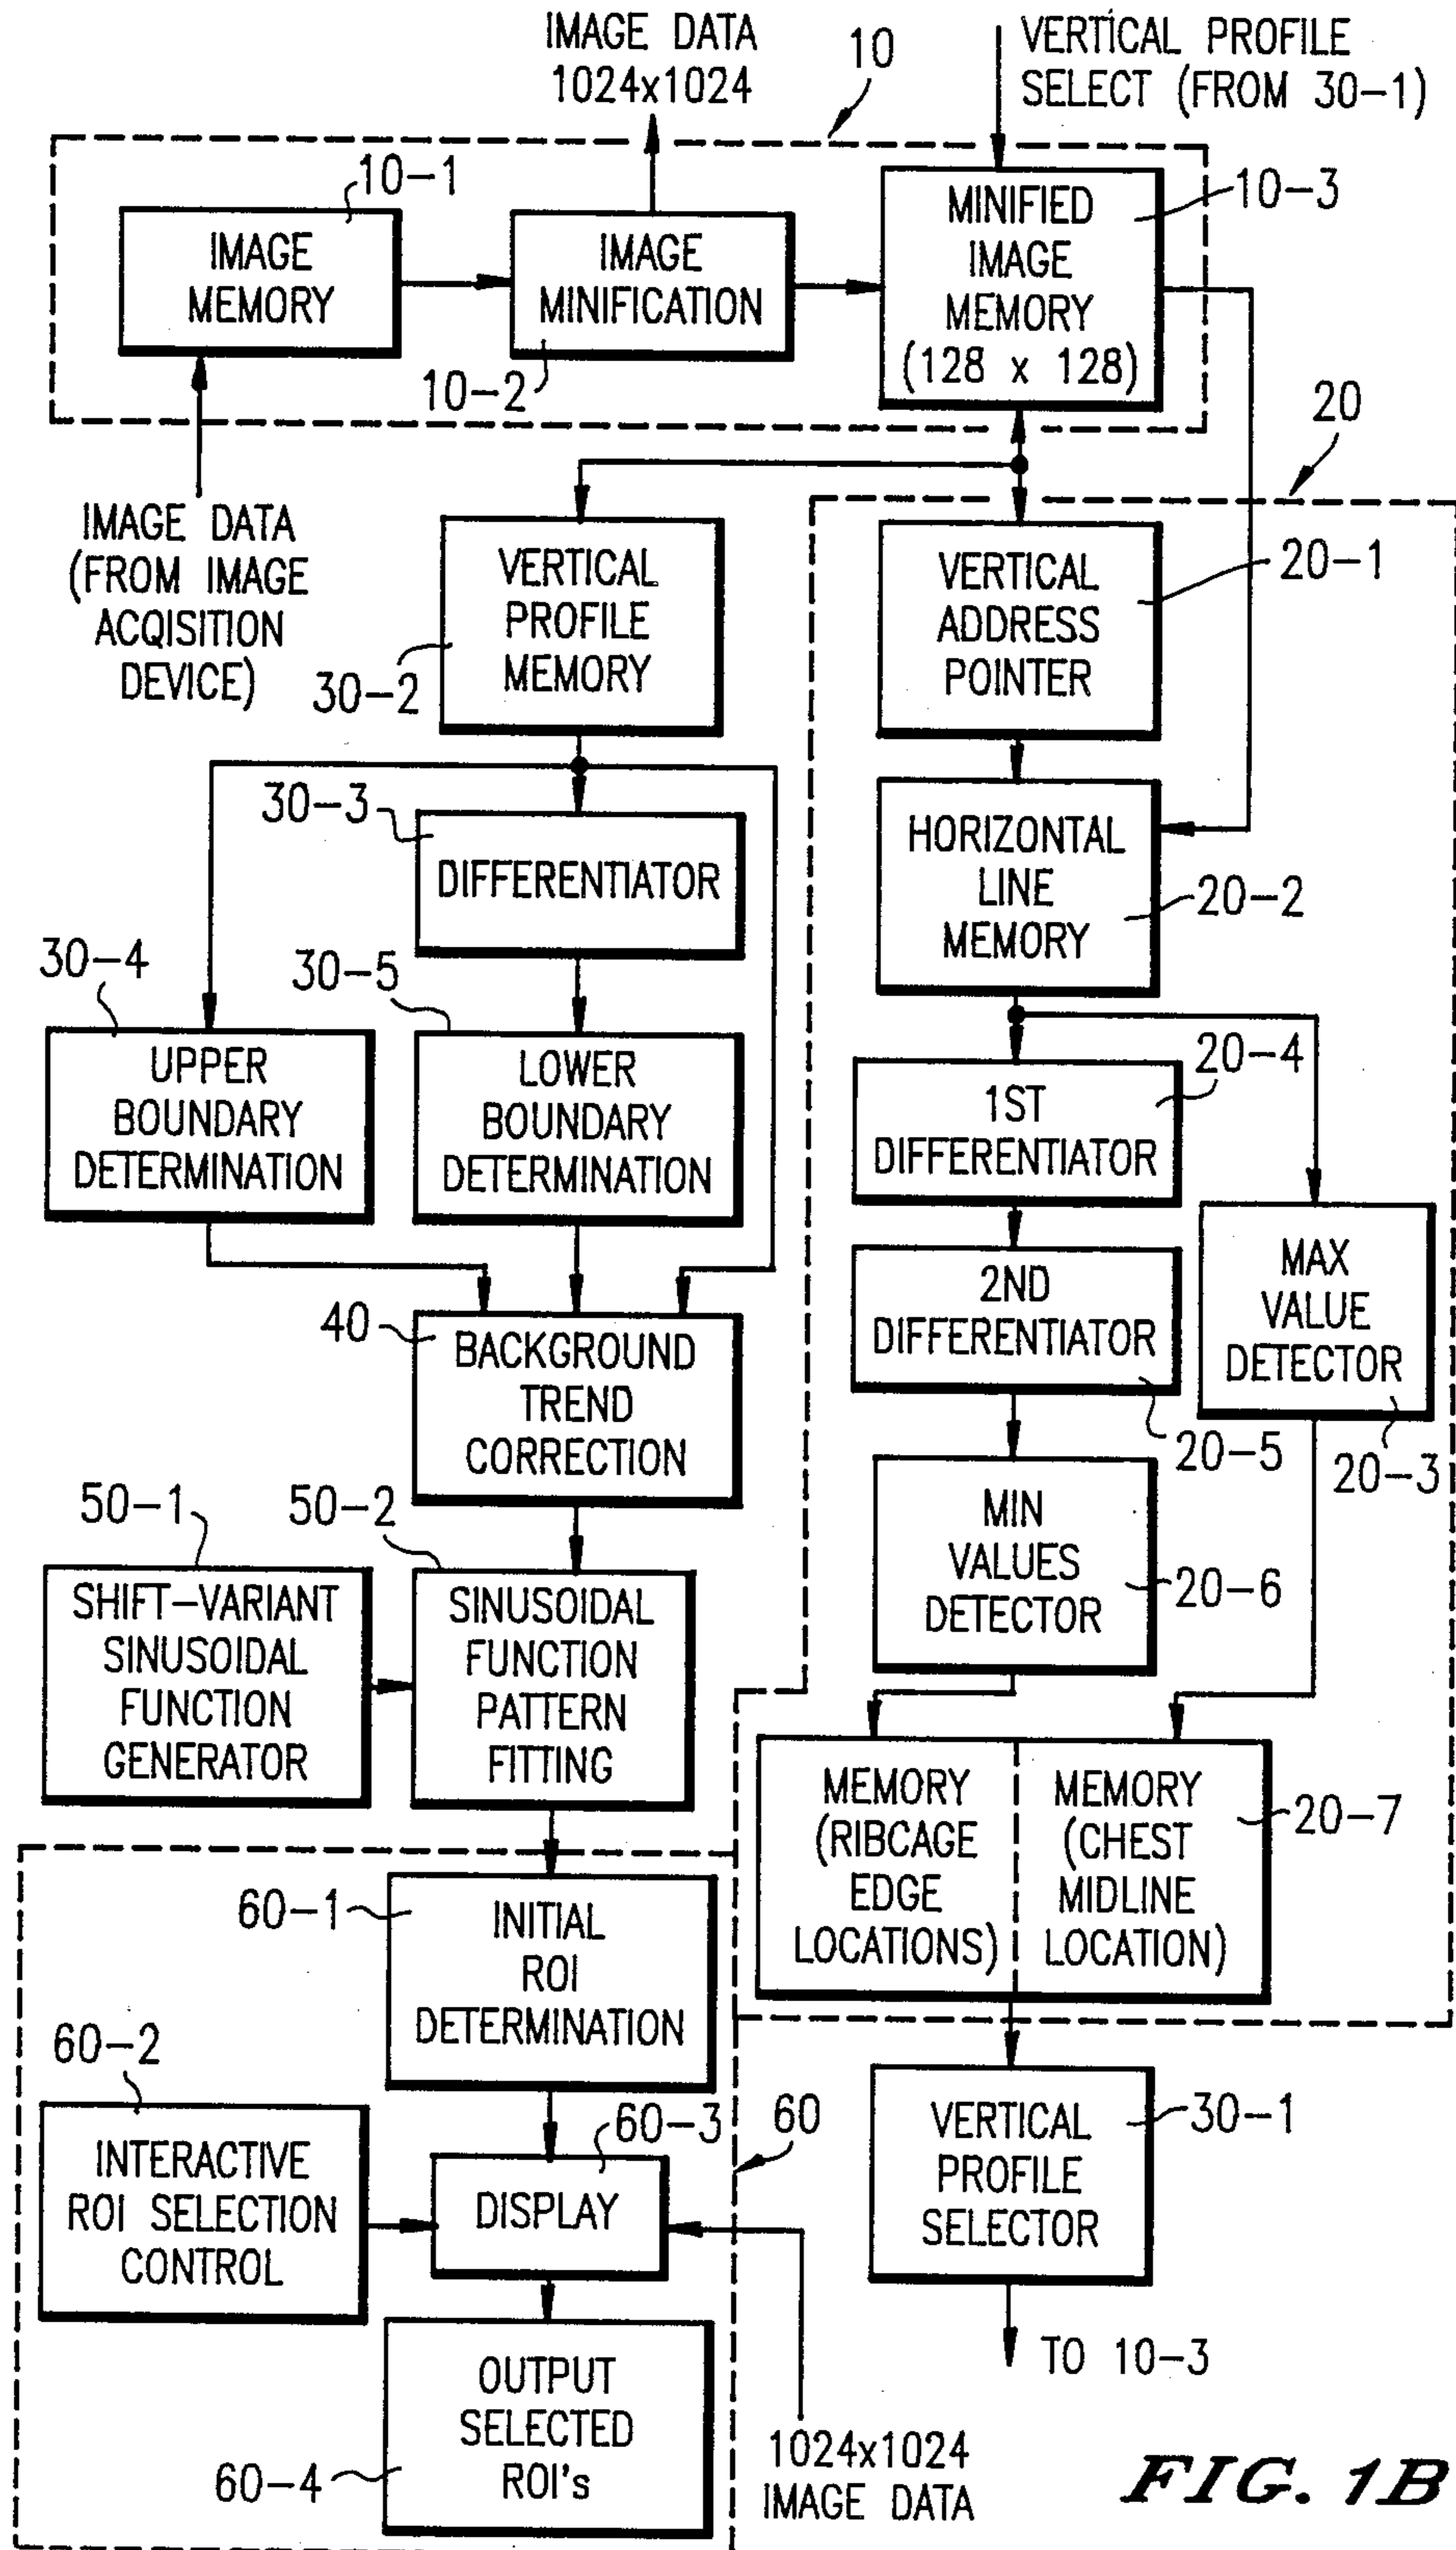 IMAGE DATA
1024x1024
10
VERTICAL PROFILE
SELECT (FROM 30-1)
10-1
IMAGE
MEMORY
IMAGE
MINIFICATION
10-2
MINIFIED
IMAGE
MEMORY
(128 x 128)
10-3
20
IMAGE DATA
(FROM IMAGE
ACQISITION
DEVICE)
VERTICAL
PROFILE
MEMORY
30-2
VERTICAL
ADDRESS
POINTER
20-1
30-3
DIFFERENTIATOR
HORIZONTAL
LINE
MEMORY
20-2
30-4
UPPER
BOUNDARY
DETERMINATION
30-5
LOWER
BOUNDARY
DETERMINATION
20-4
1ST
DIFFERENTIATOR
2ND
DIFFERENTIATOR
20-5
MAX
VALUE
DETECTOR
20-3
40
BACKGROUND
TREND
CORRECTION
MIN
VALUES
DETECTOR
20-6
50-1
SHIFT-VARIANT
SINUSOIDAL
FUNCTION
GENERATOR
50-2
SINUSOIDAL
FUNCTION
PATTERN
FITTING
MEMORY
(RIBCAGE
EDGE
LOCATIONS)
MEMORY
(CHEST
MIDLINE
LOCATION)
20-7
60-1
INITIAL
ROI
DETERMINATION
60-2
INTERACTIVE
ROI SELECTION
CONTROL
60-3
DISPLAY
60
VERTICAL
PROFILE
SELECTOR
30-1
TO 10-3
OUTPUT
SELECTED
ROI's
60-4
1024x1024
IMAGE DATA
FIG. 1B